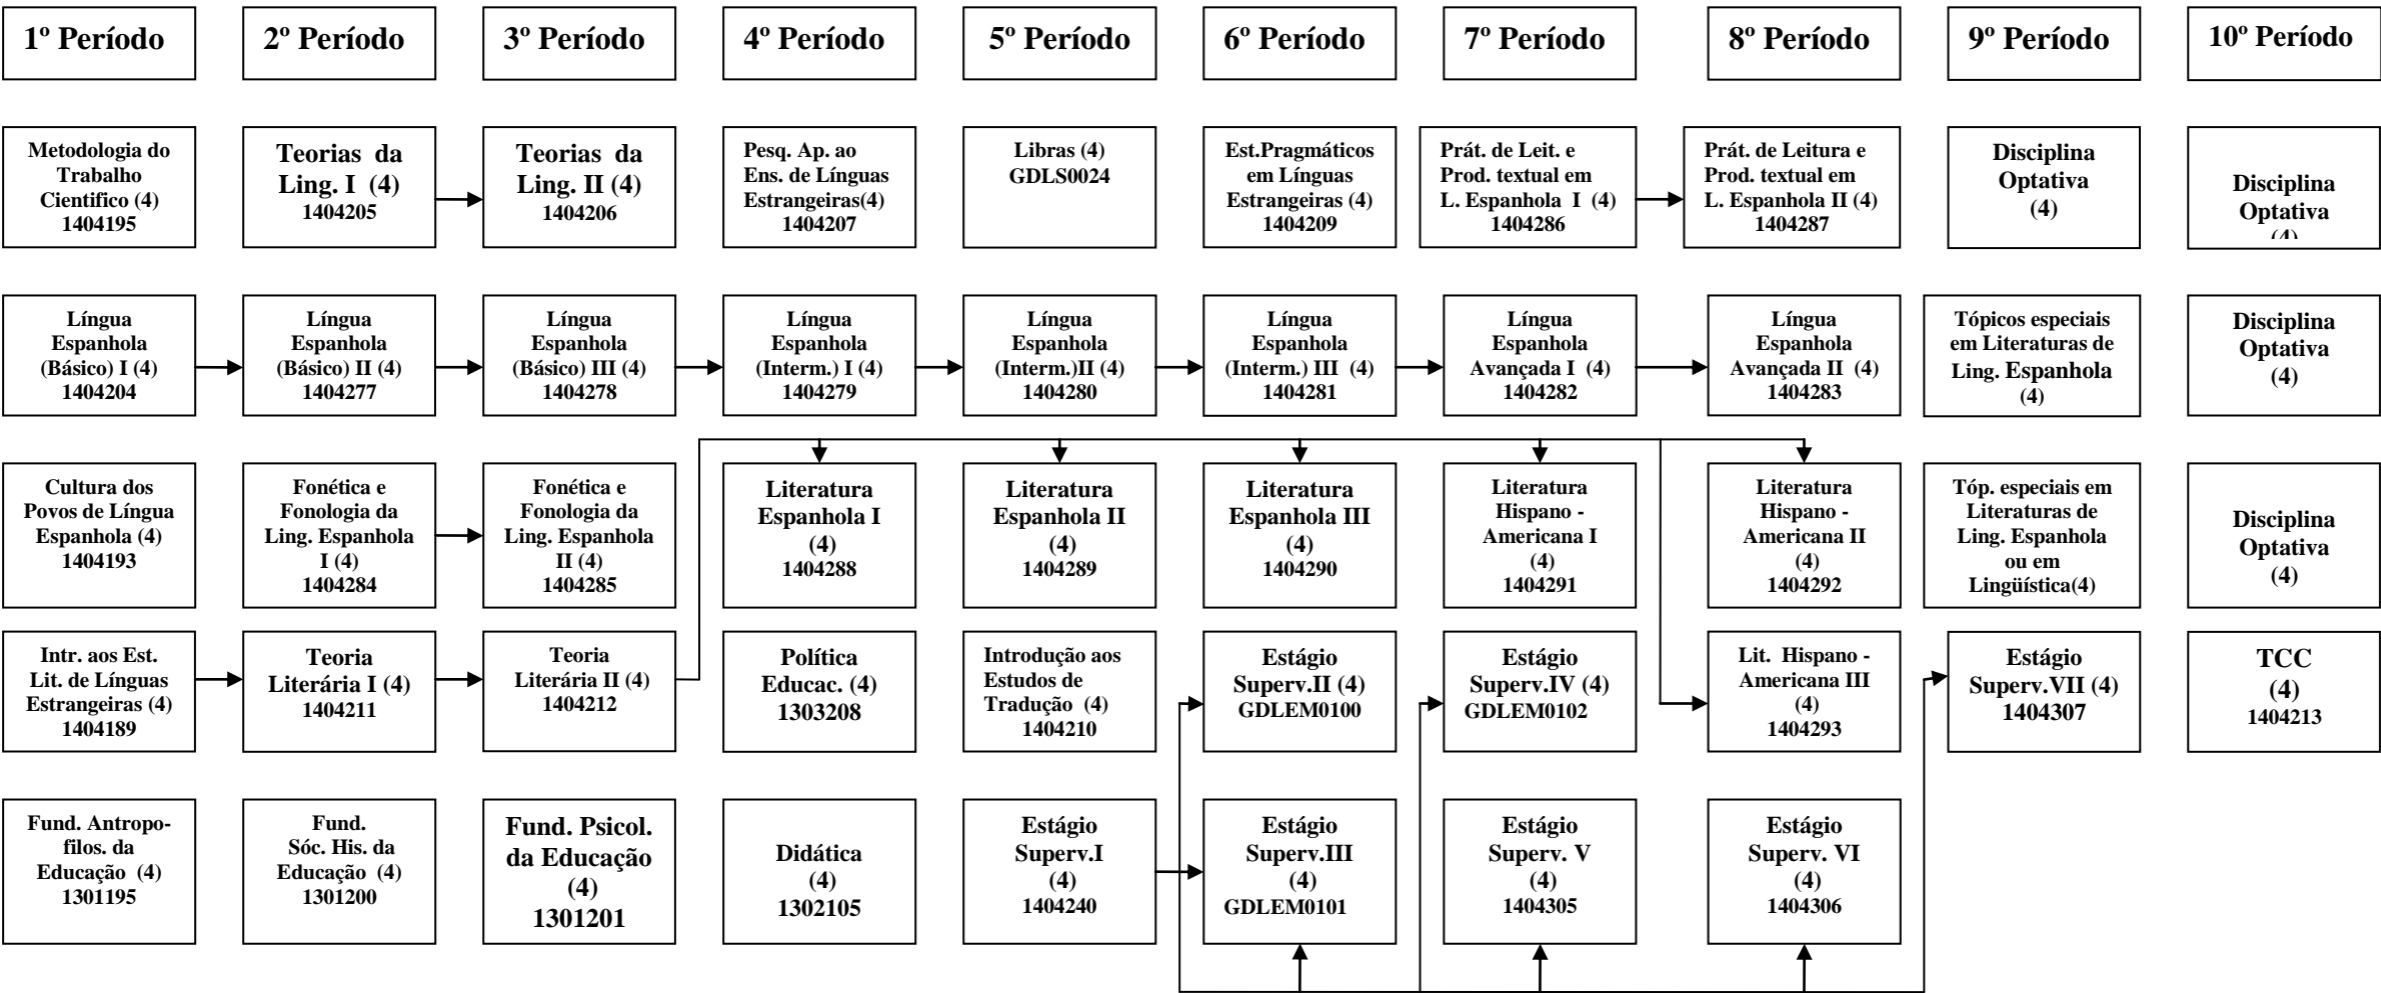 1º Período
2º Período
3º Período
4º Período
5º Período
6º Período
7º Período
8º Período
9º Período
10º Período
Metodologia do
Trabalho
Cientifico (4)
1404195
Teorias da
Ling. I (4)
1404205
Teorias da
Ling. II (4)
1404206
Pesq. Ap. ao
Ens. de Línguas
Estrangeiras(4)
1404207
Libras (4)
GDLS0024
Est.Pragmáticos
em Línguas
Estrangeiras (4)
1404209
Prát. de Leit. e
Prod. textual em
L. Espanhola I (4)
1404286
Prát. de Leitura e
Prod. textual em
L. Espanhola II (4)
1404287
Disciplina
Optativa
(4)
Disciplina
Optativa
(4)
Língua
Espanhola
(Básico) I (4)
1404204
Língua
Espanhola
(Básico) II (4)
1404277
Língua
Espanhola
(Básico) III (4)
1404278
Língua
Espanhola
(Interm.) I (4)
1404279
Língua
Espanhola
(Interm.)II (4)
1404280
Língua
Espanhola
(Interm.) III (4)
1404281
Língua
Espanhola
Avançada I (4)
1404282
Língua
Espanhola
Avançada II (4)
1404283
Tópicos especiais
em Literaturas de
Ling. Espanhola
(4)
Disciplina
Optativa
(4)
Cultura dos
Povos de Língua
Espanhola (4)
1404193
Fonética e
Fonologia da
Ling. Espanhola
I (4)
1404284
Fonética e
Fonologia da
Ling. Espanhola
II (4)
1404285
Literatura
Espanhola I
(4)
1404288
Literatura
Espanhola II
(4)
1404289
Literatura
Espanhola III
(4)
1404290
Literatura
Hispano -
Americana I
(4)
1404291
Literatura
Hispano -
Americana II
(4)
1404292
Tóp. especiais em
Literaturas de
Ling. Espanhola
ou em
Lingüística(4)
Disciplina
Optativa
(4)
Intr. aos Est.
Lit. de Línguas
Estrangeiras (4)
1404189
Teoria
Literária I (4)
1404211
Teoria
Literária II (4)
1404212
Política
Educac. (4)
1303208
Introdução aos
Estudos de
Tradução (4)
1404210
Estágio
Superv.II (4)
GDLEM0100
Estágio
Superv.IV (4)
GDLEM0102
Lit. Hispano -
Americana III
(4)
1404293
Estágio
Superv.VII (4)
1404307
TCC
(4)
1404213
Fund. Antropo-
filos. da
Educação (4)
1301195
Fund.
Sóc. His. da
Educação (4)
1301200
Fund. Psicol.
da Educação
(4)
1301201
Didática
(4)
1302105
Estágio
Superv.I
(4)
1404240
Estágio
Superv.III
(4)
GDLEM0101
Estágio
Superv. V
(4)
1404305
Estágio
Superv. VI
(4)
1404306